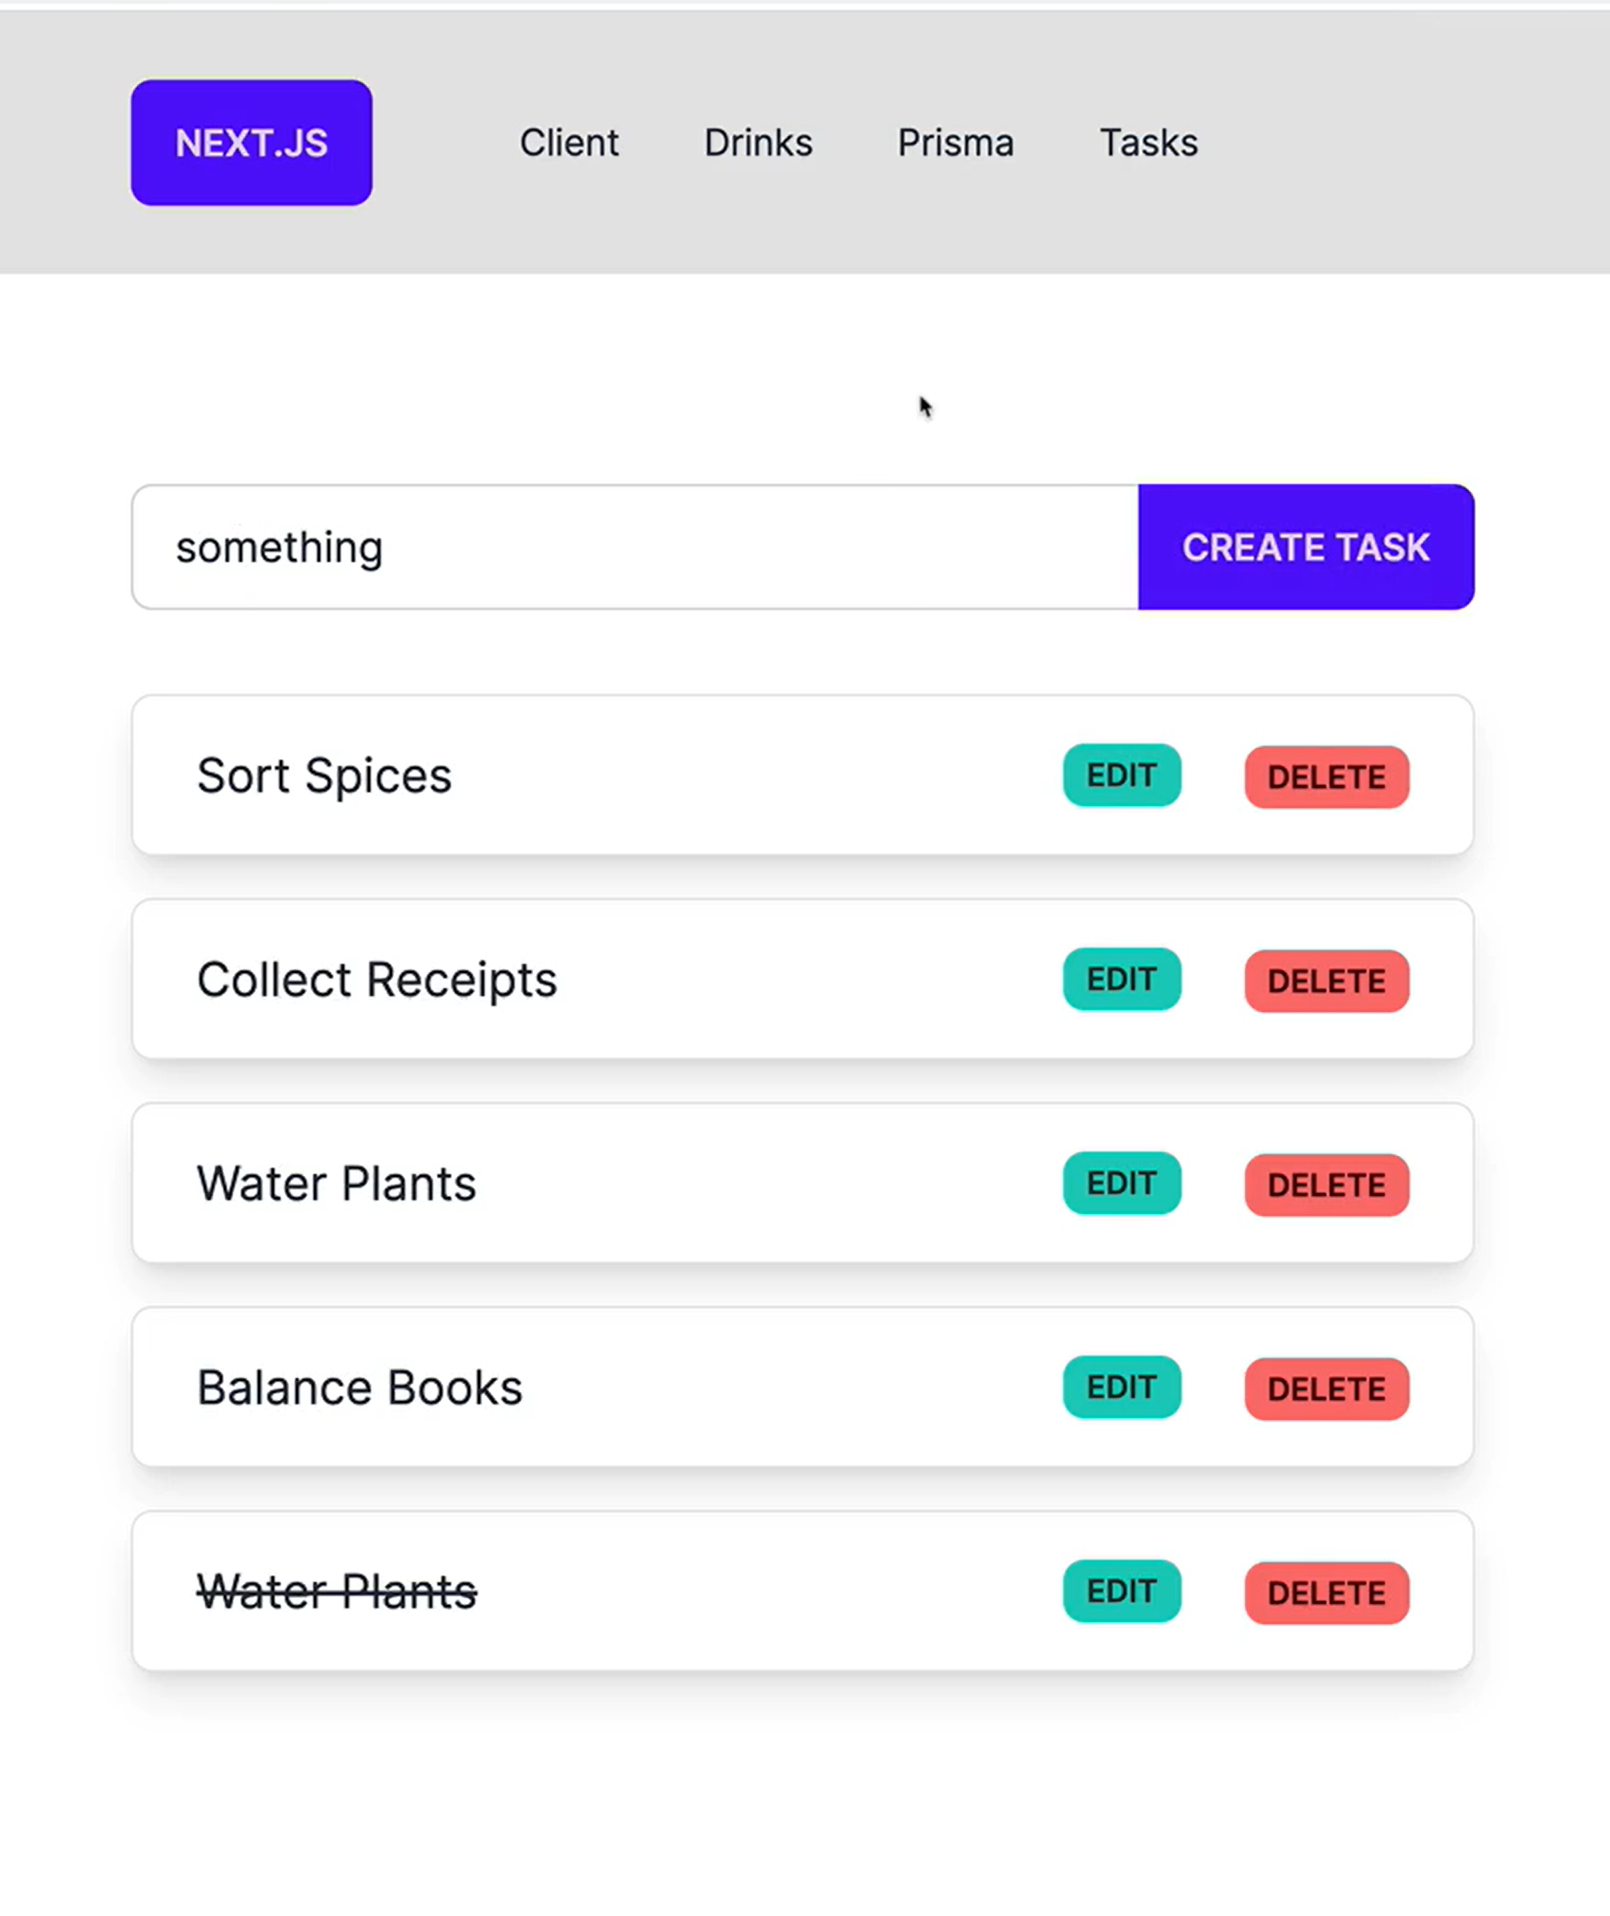 NEXT.JS Client Drinks Prisma Tasks
something CREATE TASK
Sort Spices EDIT DELETE
Collect Receipts EDIT DELETE
Water Plants EDIT DELETE
Balance Books EDIT DELETE
Water Plants EDIT DELETE